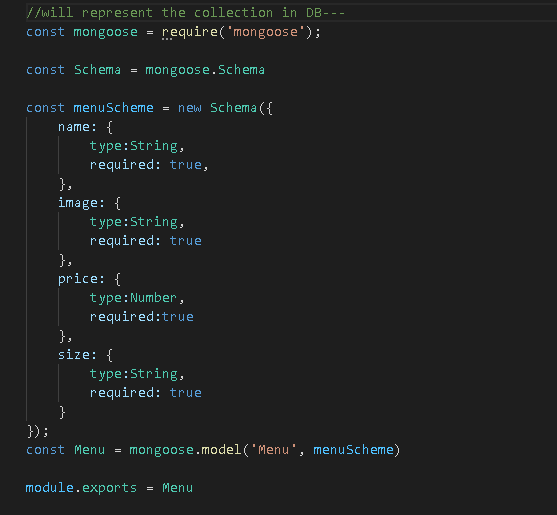 //will represent the collection in DB---
const mongoose = require('mongoose');
const Schema = mongoose.Schema
const menuScheme = new Schema({
name: {
type:String,
required: true,
},
image: {
type:String,
required: true
},
price: {
type:Number,
required:true
},
size: {
type:String,
required: true
}
});
const Menu = mongoose.model('Menu', menuScheme)
module.exports = Menu